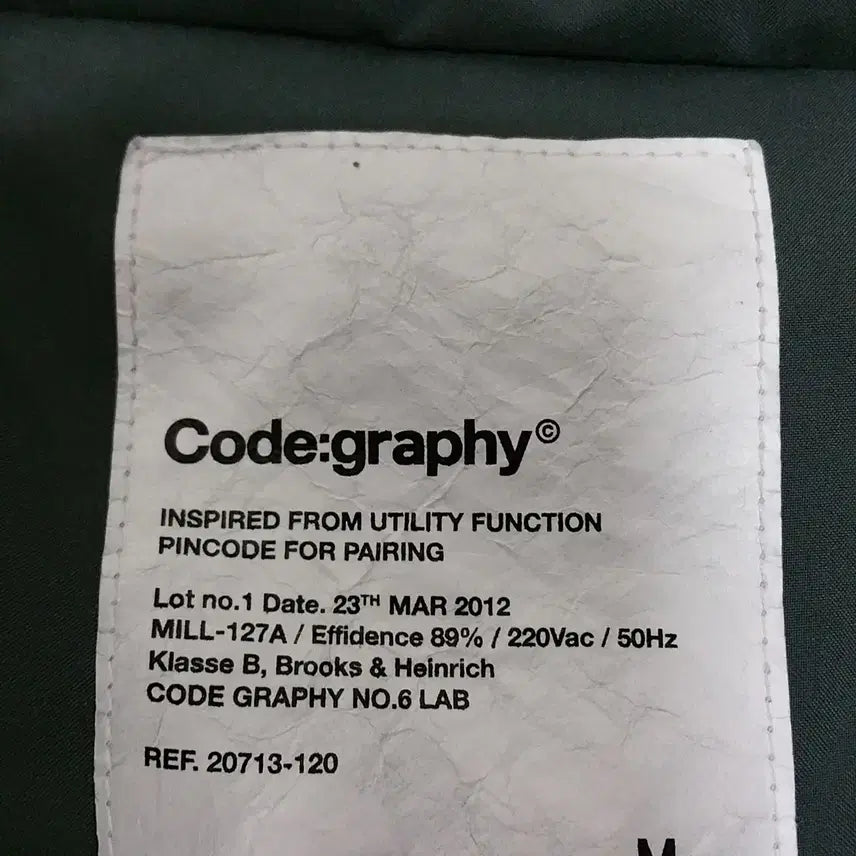 Code:graphy©
INSPIRED FROM UTILITY FUNCTION
PINCODE FOR PAIRING
Lot no.1 Date. 23TH MAR 2012
MILL-127A / Effidence 89% / 220Vac / 50Hz
Klasse B, Brooks & Heinrich
CODE GRAPHY NO.6 LAB
REF. 20713-120
M